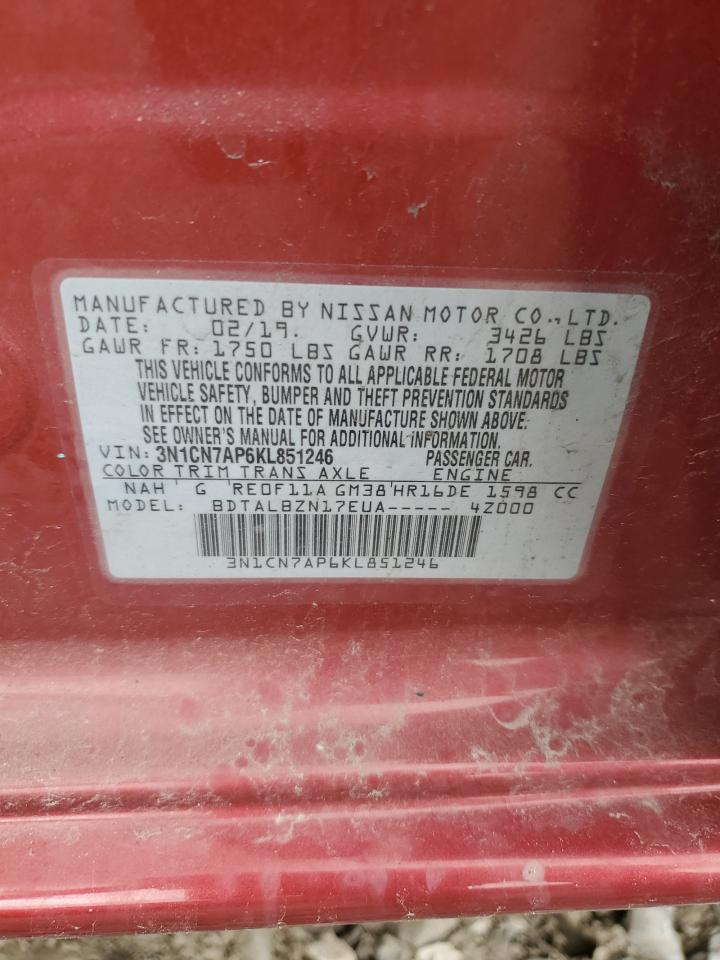 MANUFACTURED BY NISSAN MOTOR CO., LTD.
DATE: 02/19. GVWR: 3426 LBS
GAWR FR: 1750 LBS GAWR RR: 1708 LBS
THIS VEHICLE CONFORMS TO ALL APPLICABLE FEDERAL MOTOR
VEHICLE SAFETY, BUMPER AND THEFT PREVENTION STANDARDS
IN EFFECT ON THE DATE OF MANUFACTURE SHOWN ABOVE.
SEE OWNER'S MANUAL FOR ADDITIONAL INFORMATION.
VIN: 3N1CN7AP6KL851246 PASSENGER CAR.
COLOR TRIM TRANS AXLE ENGINE
NAH ' G 'RE0F11A GM38'HR16DE 1598 CC
MODEL: BDTALBZN17EUA----- 4Z000
3N1CN7AP6KL851246